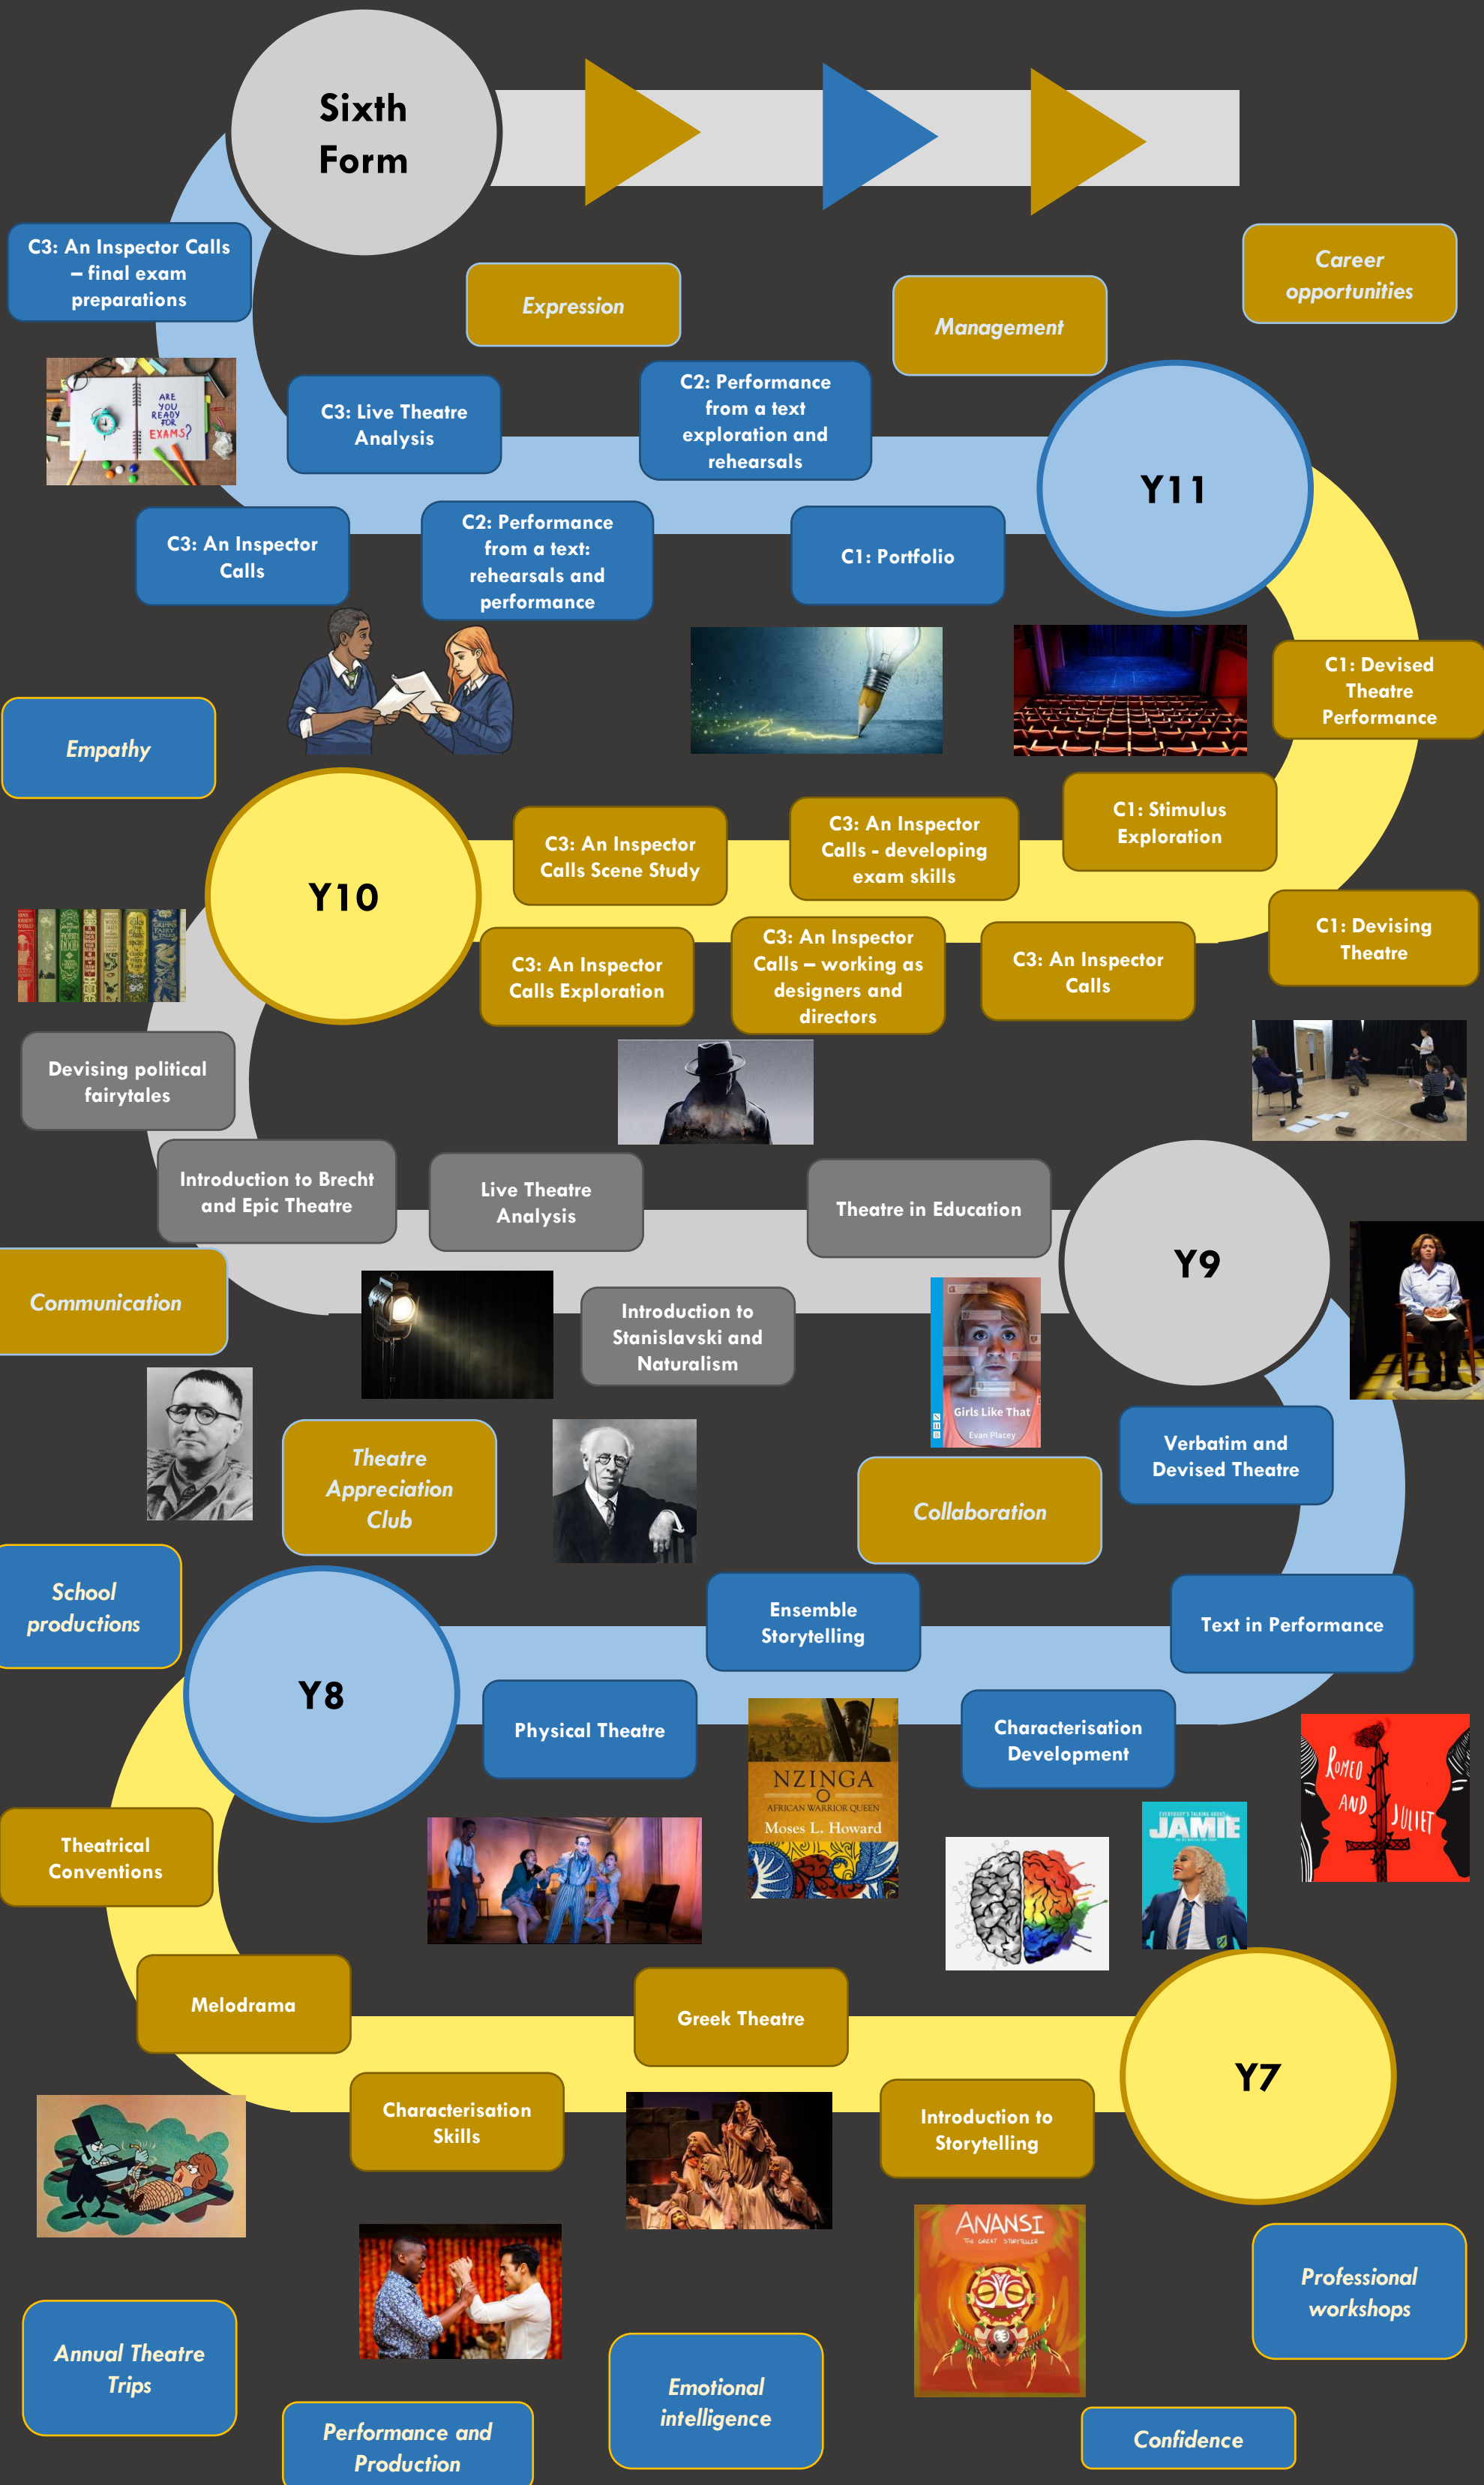 Sixth
Form
C3: An Inspector Calls
– final exam
preparations
Career
opportunities
Expression
Management
ARE
YOU
READY
FOR
EXAMS?
C3: Live Theatre
Analysis
C2: Performance
from a text
exploration and
rehearsals
Y11
C3: An Inspector
Calls
C2: Performance
from a text:
rehearsals and
performance
C1: Portfolio
C1: Devised
Theatre
Performance
Empathy
C3: An Inspector
Calls Scene Study
C3: An Inspector
Calls - developing
exam skills
C1: Stimulus
Exploration
Y10
C3: An Inspector
Calls Exploration
C3: An Inspector
Calls – working as
designers and
directors
C3: An Inspector
Calls
C1: Devising
Theatre
Devising political
fairytales
Introduction to Brecht
and Epic Theatre
Live Theatre
Analysis
Theatre in Education
Y9
Communication
Introduction to
Stanislavski and
Naturalism
Girls Like That
Evan Placey
Verbatim and
Devised Theatre
Theatre
Appreciation
Club
Collaboration
School
productions
Ensemble
Storytelling
Text in Performance
Y8
Physical Theatre
Characterisation
Development
NZINGA
AFRICAN WARRIOR QUEEN
Moses L. Howard
ROMEO
AND
JULIET
EVERYBODY'S TALKING ABOUT
JAMIE
Theatrical
Conventions
Melodrama
Greek Theatre
Y7
Characterisation
Skills
Introduction to
Storytelling
ANANSI
THE GREAT STORYTELLER
Professional
workshops
Annual Theatre
Trips
Emotional
intelligence
Performance and
Production
Confidence